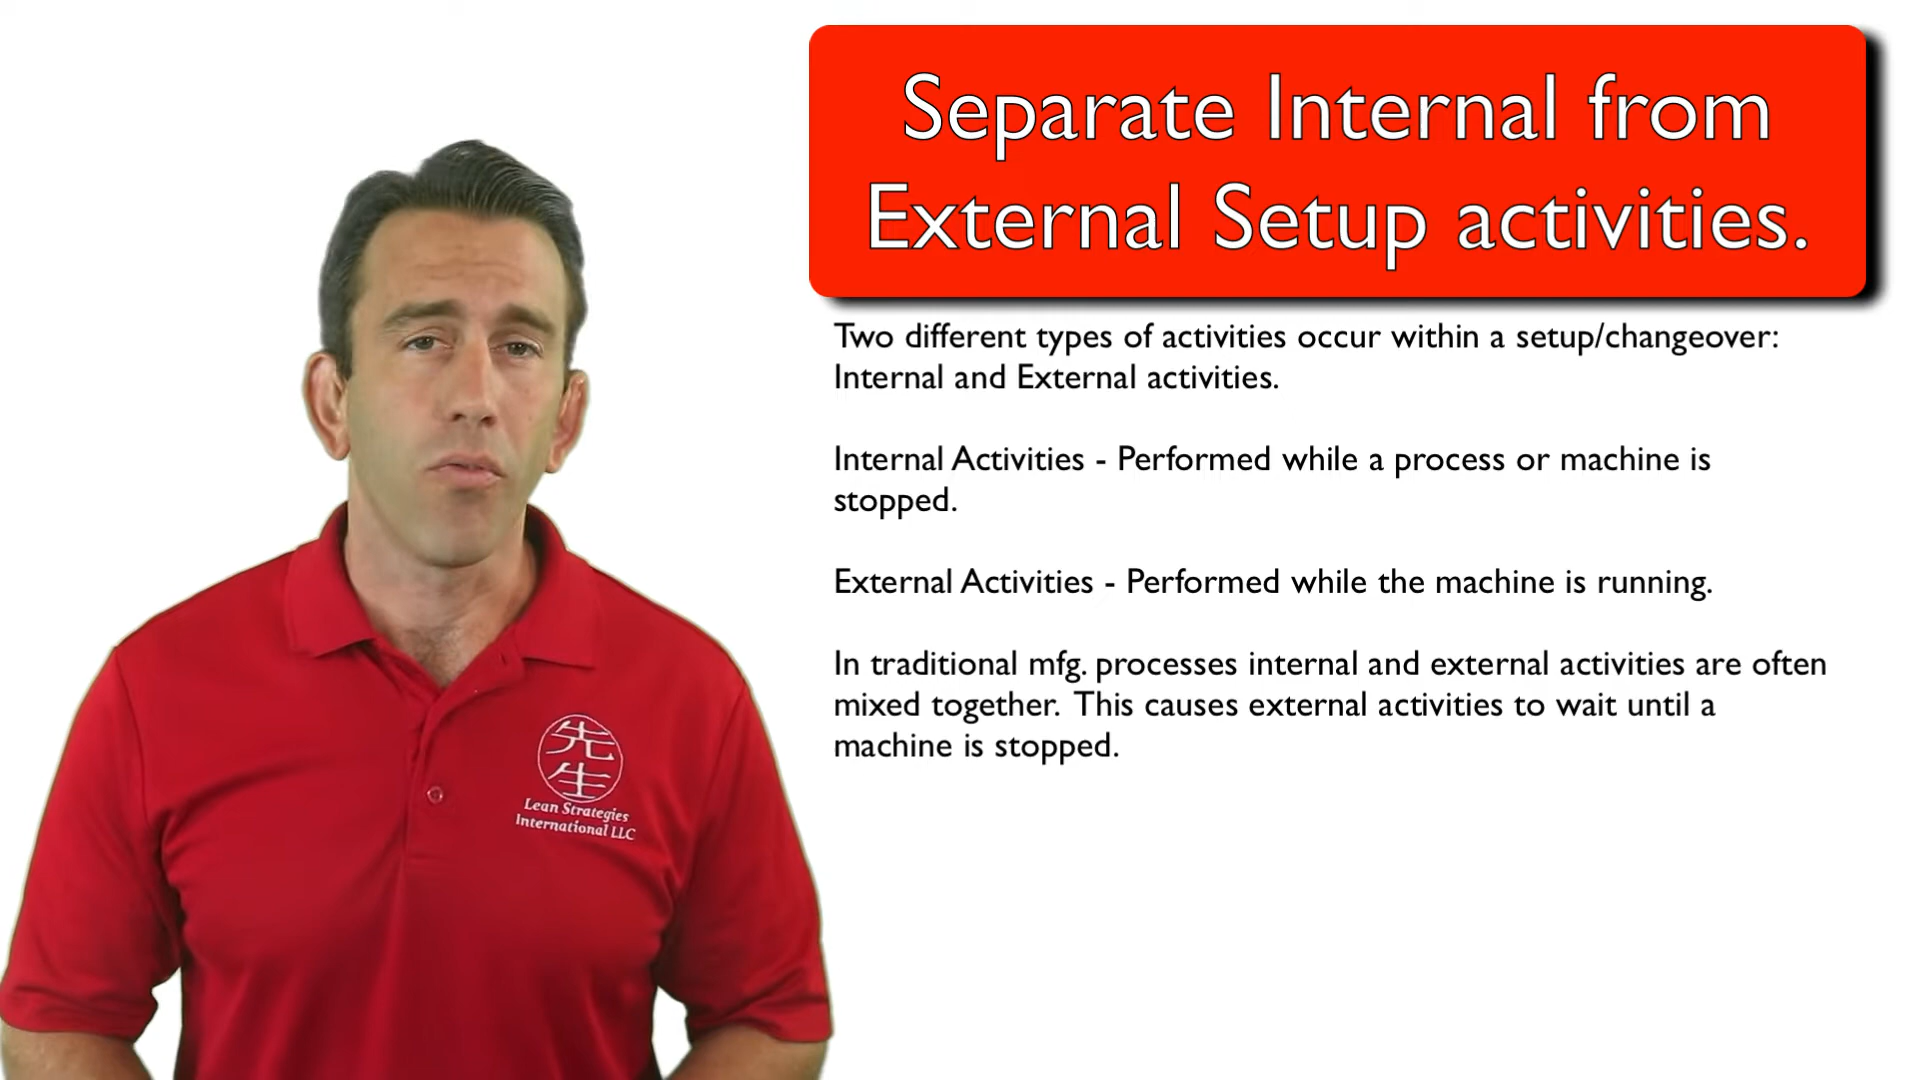 Separate Internal from
External Setup activities.
Two different types of activities occur within a setup/changeover:
Internal and External activities.
Internal Activities - Performed while a process or machine is
stopped.
External Activities - Performed while the machine is running.
In traditional mfg. processes internal and external activities are often
mixed together. This causes external activities to wait until a
machine is stopped.
先
生
Lean Strategies
International LLC